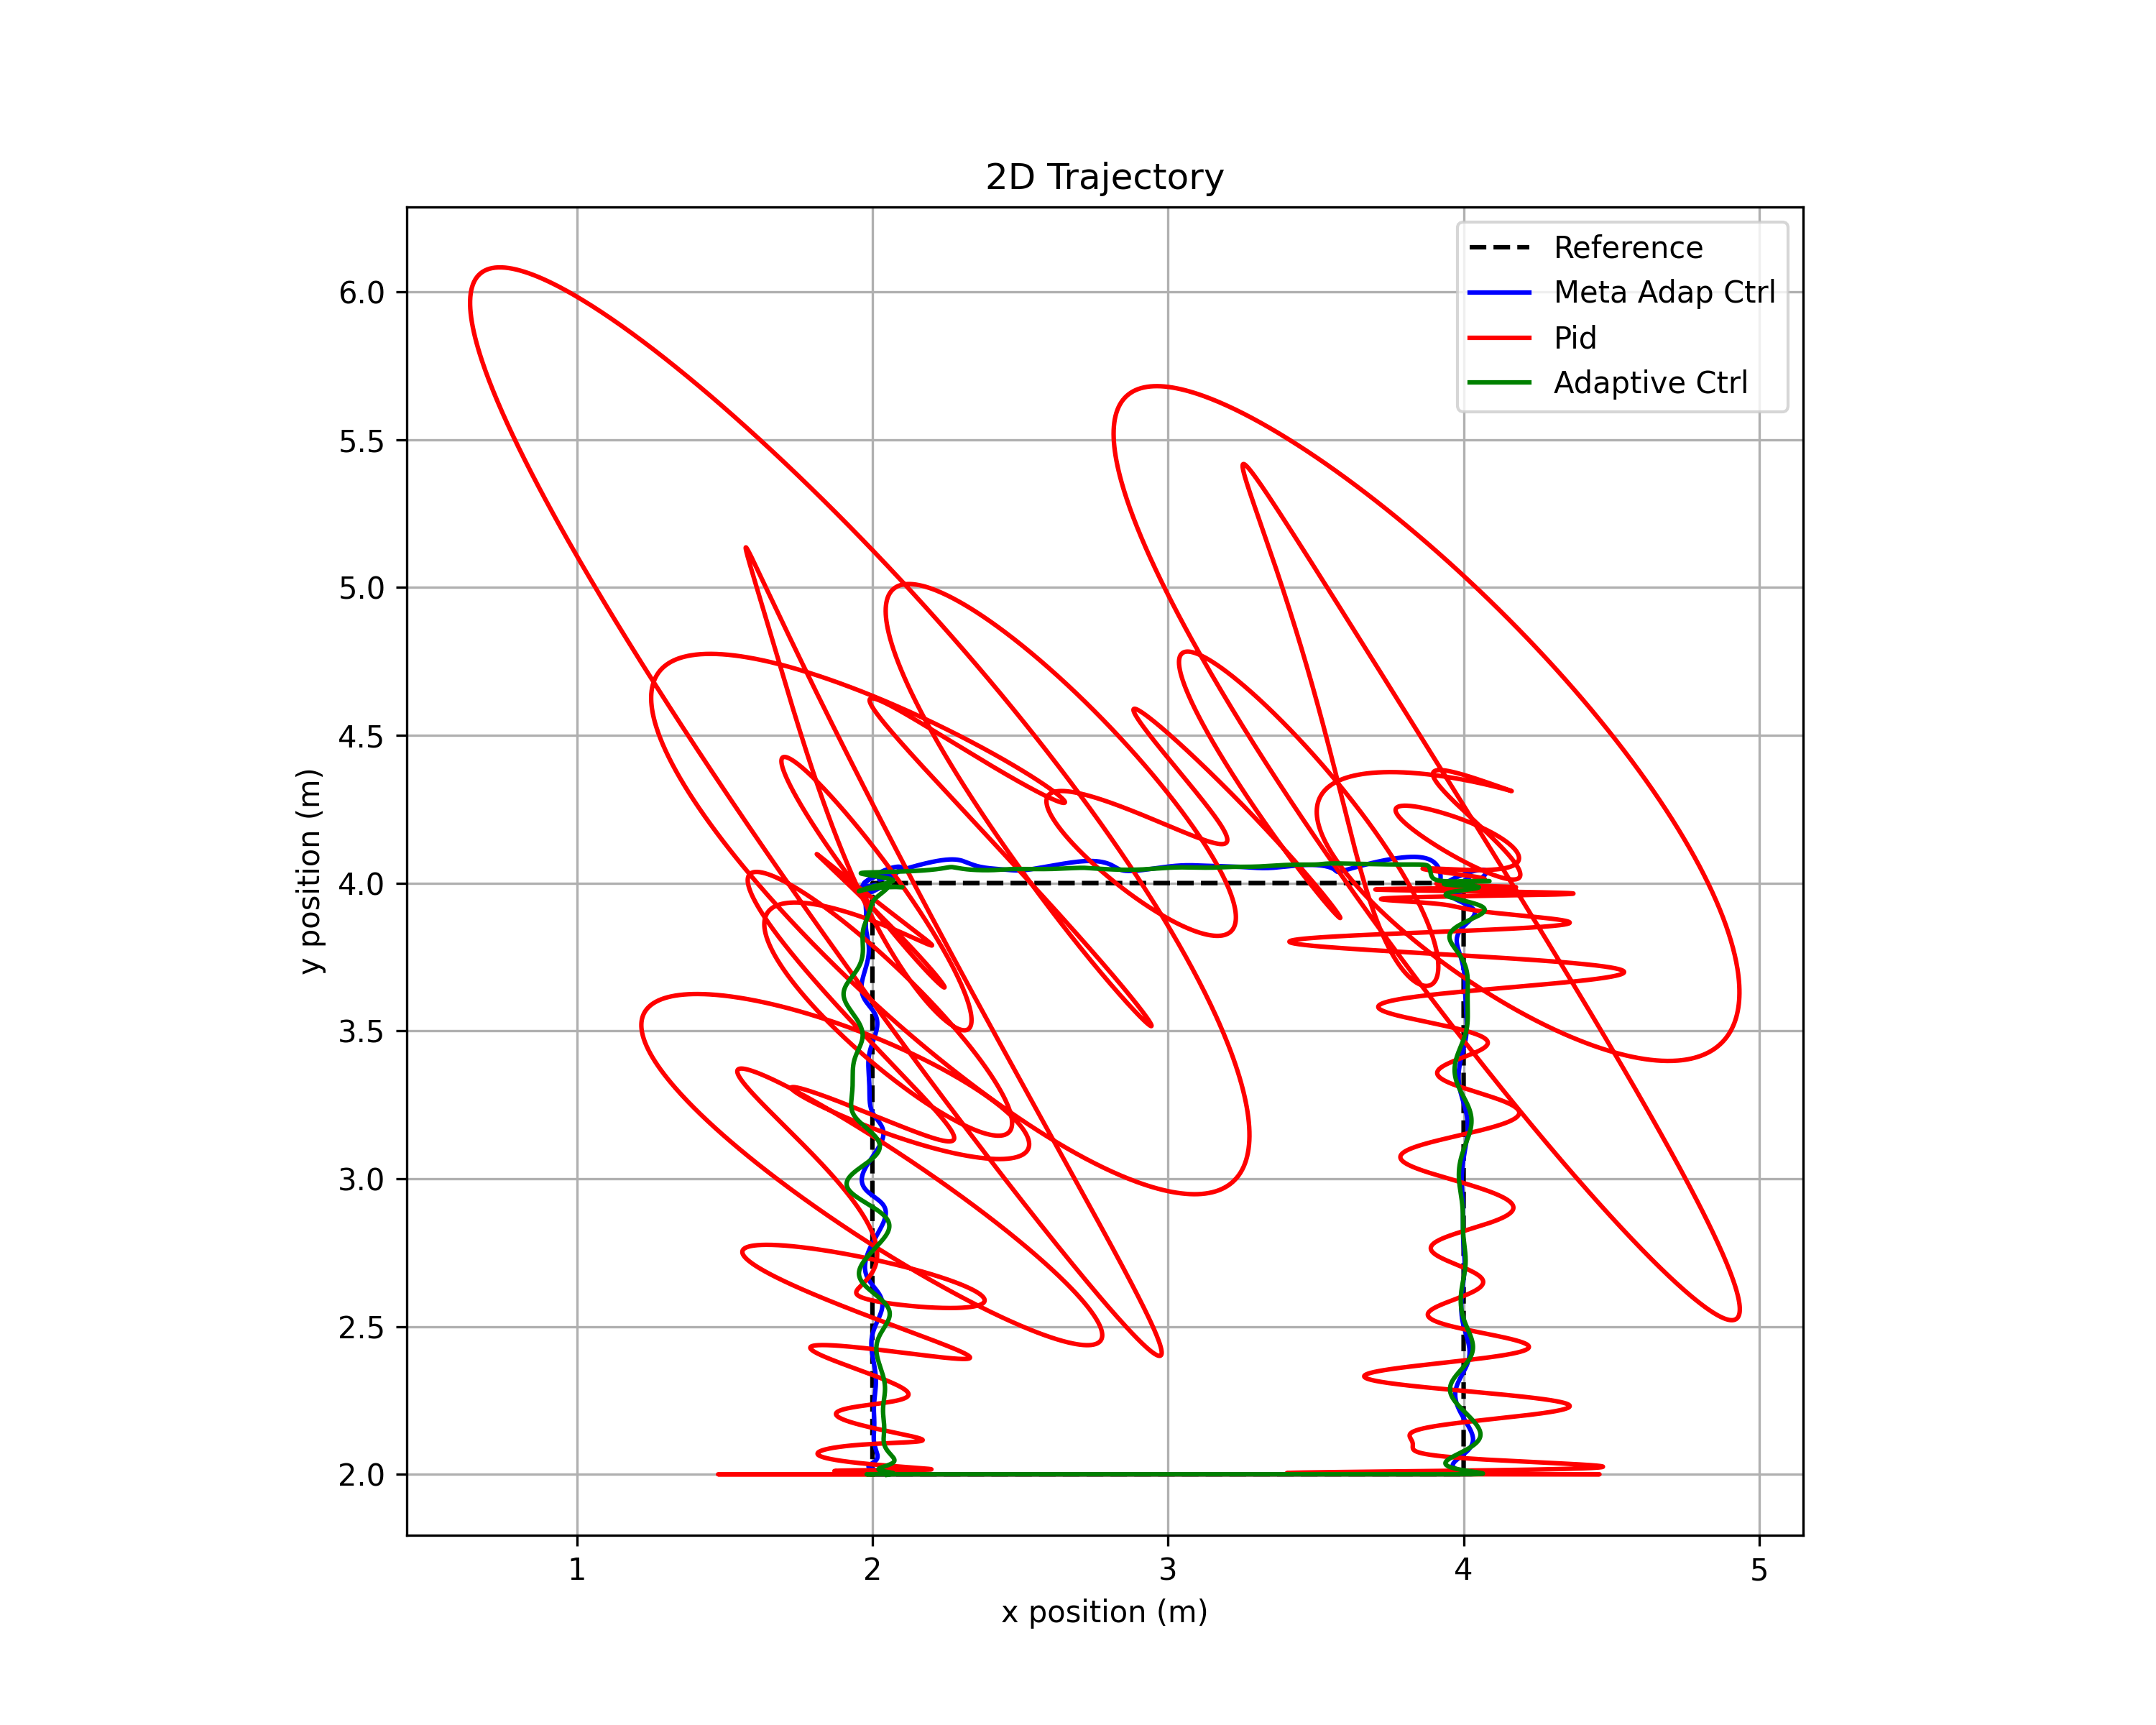 2D Trajectory
Reference
Meta Adap Ctrl
Pid
Adaptive Ctrl
6.0
5.5
5.0
4.5
4.0
3.5
3.0
2.5
2.0
y position (m)
1 2 3 4 5
x position (m)